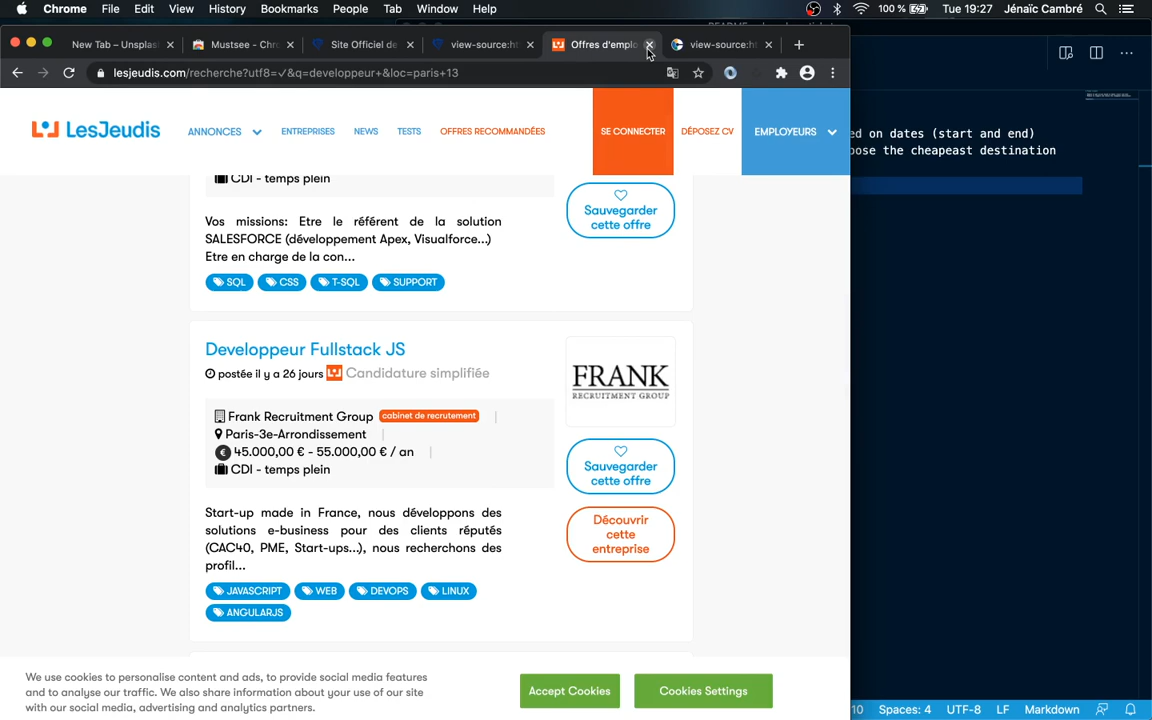 Chrome File Edit View History Bookmarks People Tab Window Help 100 % Tue 19:27 Jénaïc Cambré
New Tab – Unsplas Mustsee - Chr Site Officiel de view-source:ht Offres d'emplo view-source:ht
lesjeudis.com/recherche?utf8=✓&q=developpeur+&loc=paris+13
LesJeudis ANNONCES ENTREPRISES NEWS TESTS OFFRES RECOMMANDÉES SE CONNECTER DÉPOSEZ CV EMPLOYEURS
ed on dates (start and end)
ose the cheapeast destination
CDI - temps plein
Sauvegarder
cette offre
Vos missions: Etre le référent de la solution
SALESFORCE (développement Apex, Visualforce...)
Etre en charge de la con...
SQL CSS T-SQL SUPPORT
Developpeur Fullstack JS
postée il y a 26 jours Candidature simplifiée
FRANK
RECRUITMENT GROUP
Frank Recruitment Group cabinet de recrutement
Paris-3e-Arrondissement
45.000,00 € - 55.000,00 € / an
CDI - temps plein
Sauvegarder
cette offre
Découvrir
cette
entreprise
Start-up made in France, nous développons des
solutions e-business pour des clients réputés
(CAC40, PME, Start-ups...), nous recherchons des
profil...
JAVASCRIPT WEB DEVOPS LINUX
ANGULARJS
We use cookies to personalise content and ads, to provide social media features
and to analyse our traffic. We also share information about your use of our site
with our social media, advertising and analytics partners.
Accept Cookies Cookies Settings
10 Spaces: 4 UTF-8 LF Markdown